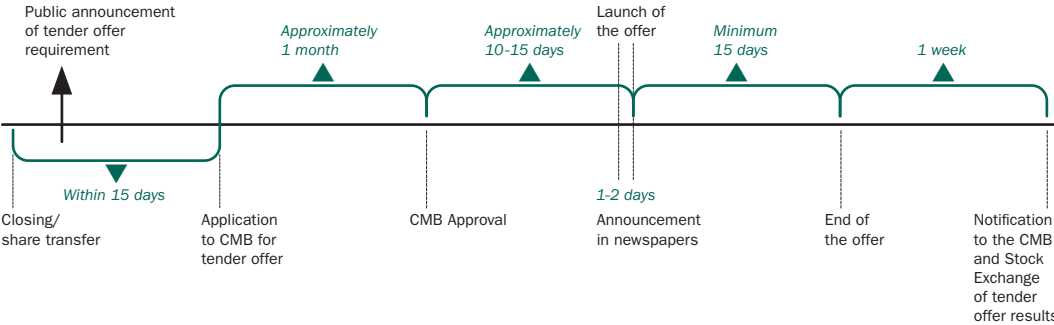 Public announcement
of tender offer
requirement
Approximately
1 month
Approximately
10-15 days
Launch of
the offer
Minimum
15 days
1 week
Within 15 days
1-2 days
Closing/
share transfer
Application
to CMB for
tender offer
CMB Approval
Announcement
in newspapers
End of
the offer
Notification
to the CMB
and Stock
Exchange
of tender
offer results